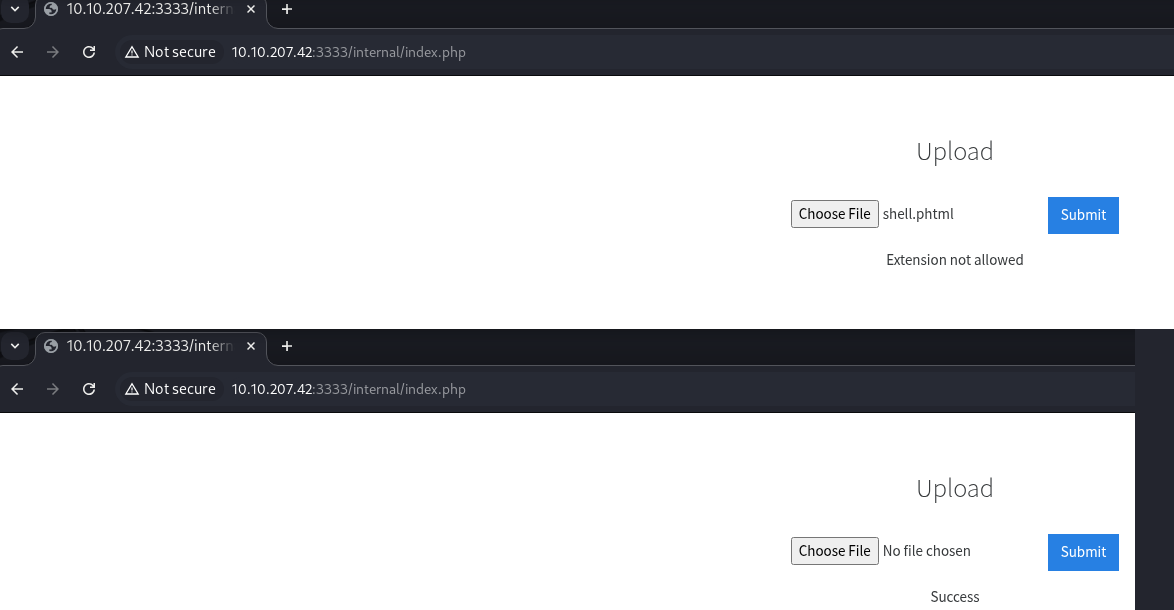 10.10.207.42:3333/intern
Not secure 10.10.207.42:3333/internal/index.php
Upload
Choose File shell.phtml Submit
Extension not allowed
10.10.207.42:3333/intern
Not secure 10.10.207.42:3333/internal/index.php
Upload
Choose File No file chosen Submit
Success